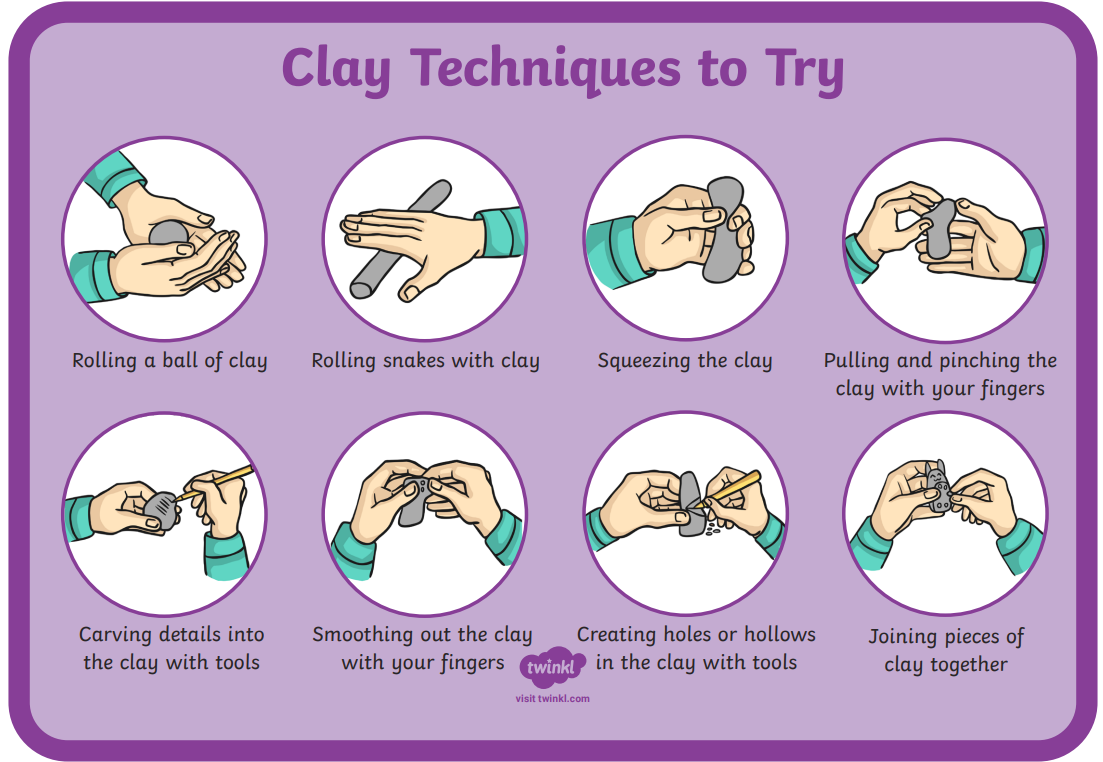 Clay Techniques to Try
Rolling a ball of clay
Rolling snakes with clay
Squeezing the clay
Pulling and pinching the
clay with your fingers
Carving details into
the clay with tools
Smoothing out the clay
with your fingers
Creating holes or hollows
in the clay with tools
Joining pieces of
clay together
twinkl
visit twinkl.com